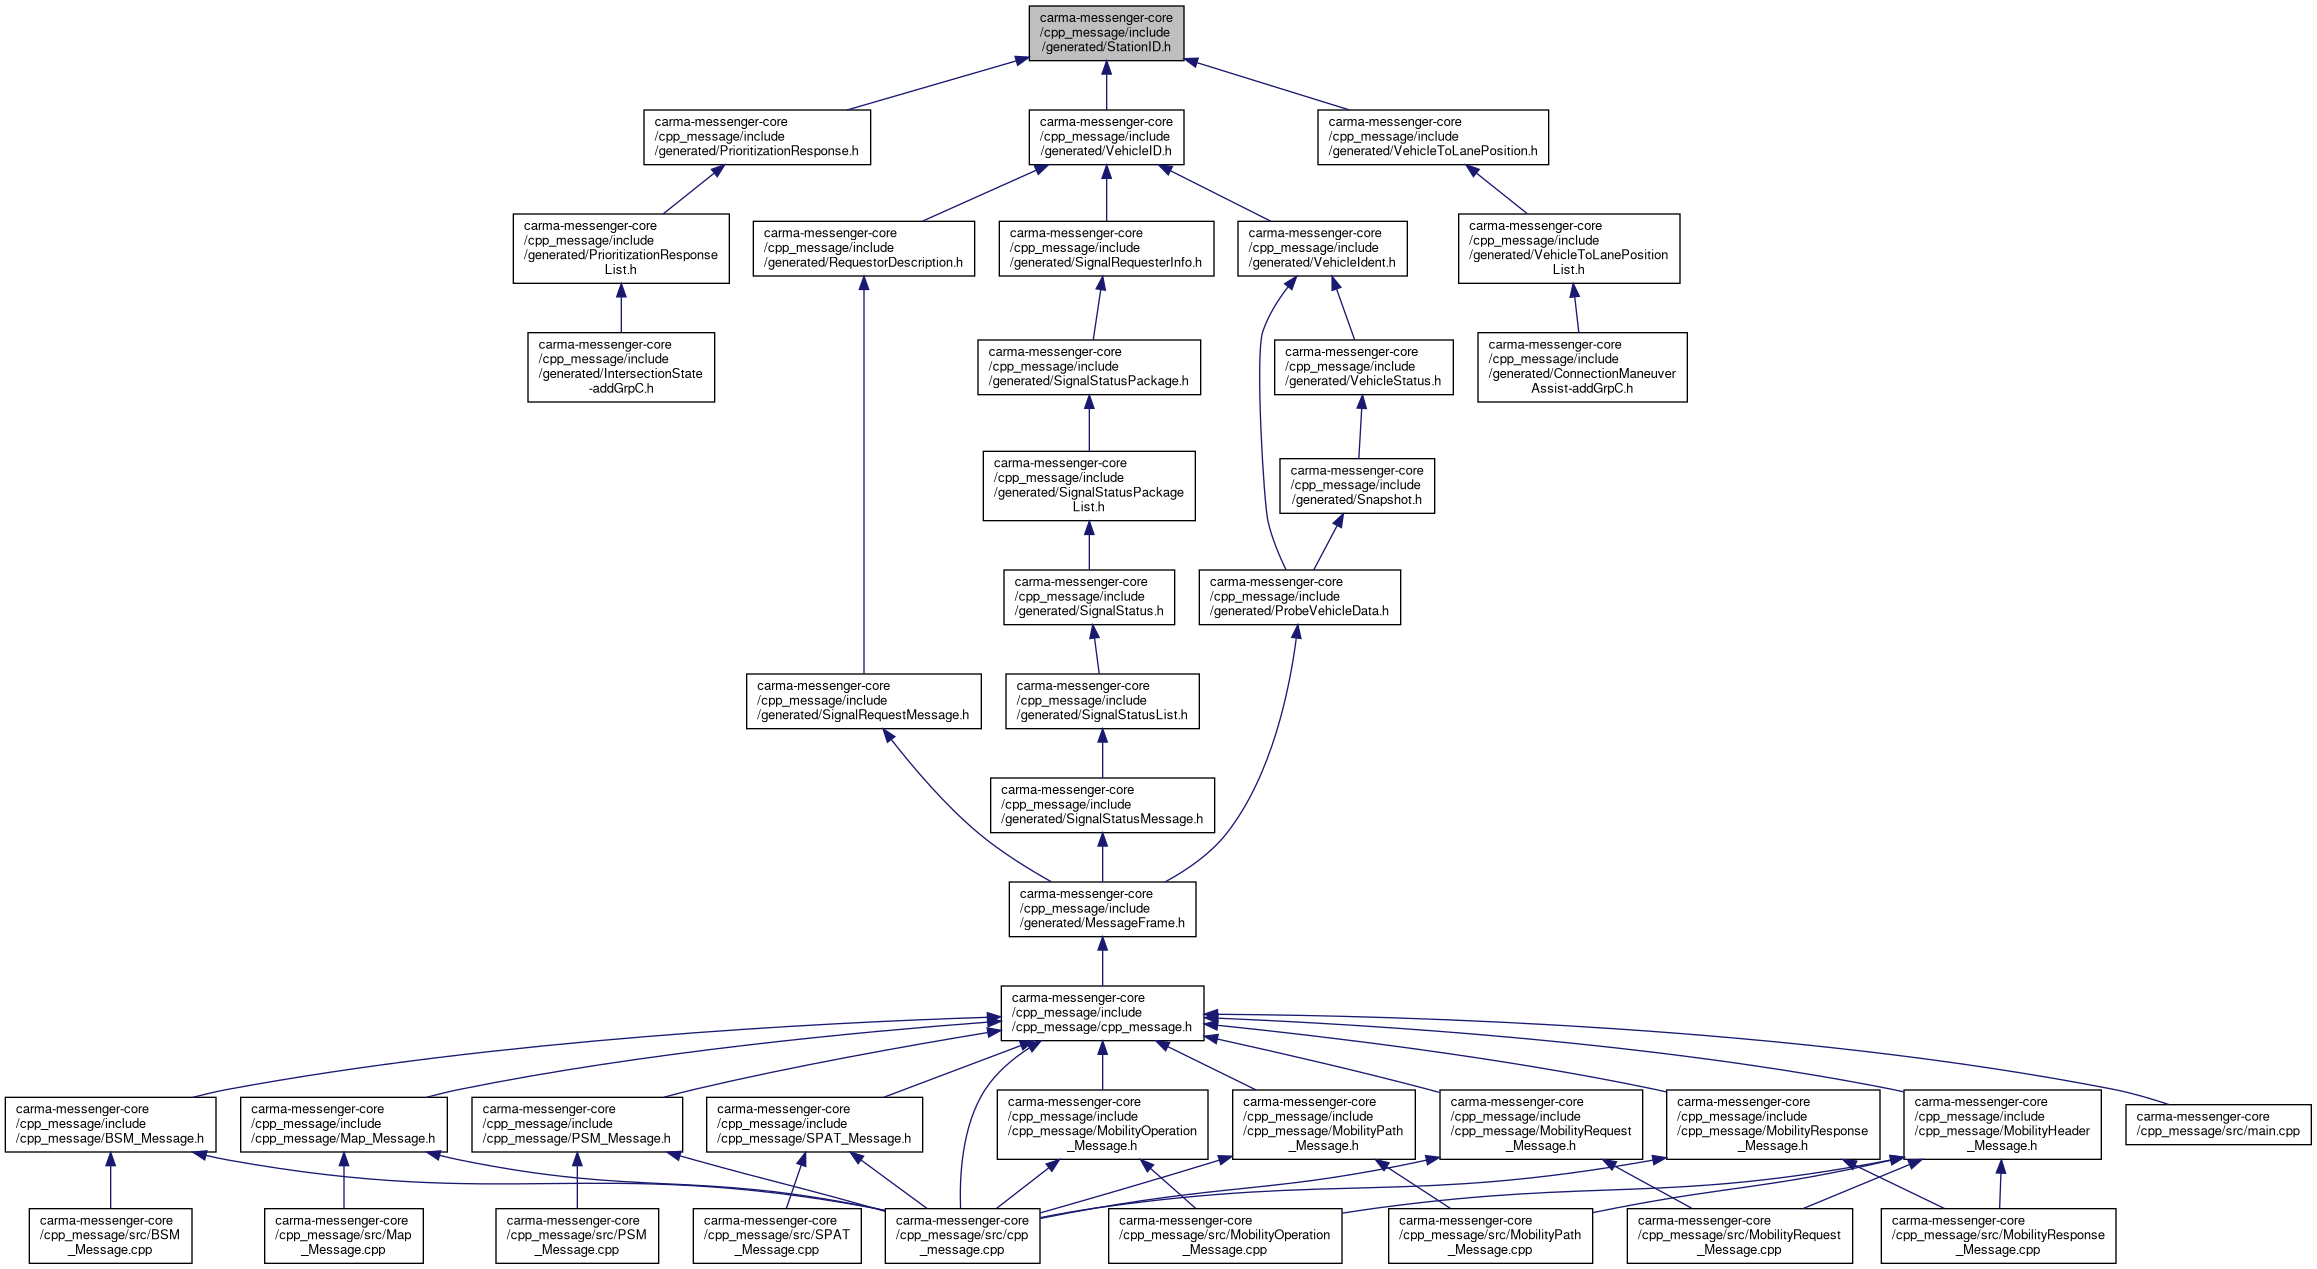 carma-messenger-core
/cpp_message/include
/generated/StationID.h
carma-messenger-core
/cpp_message/include
/generated/PrioritizationResponse.h
carma-messenger-core
/cpp_message/include
/generated/VehicleID.h
carma-messenger-core
/cpp_message/include
/generated/VehicleToLanePosition.h
carma-messenger-core
/cpp_message/include
/generated/PrioritizationResponse
List.h
carma-messenger-core
/cpp_message/include
/generated/RequestorDescription.h
carma-messenger-core
/cpp_message/include
/generated/SignalRequesterInfo.h
carma-messenger-core
/cpp_message/include
/generated/VehicleIdent.h
carma-messenger-core
/cpp_message/include
/generated/VehicleToLanePosition
List.h
carma-messenger-core
/cpp_message/include
/generated/IntersectionState
-addGrpC.h
carma-messenger-core
/cpp_message/include
/generated/SignalStatusPackage.h
carma-messenger-core
/cpp_message/include
/generated/VehicleStatus.h
carma-messenger-core
/cpp_message/include
/generated/ConnectionManeuver
Assist-addGrpC.h
carma-messenger-core
/cpp_message/include
/generated/SignalStatusPackage
List.h
carma-messenger-core
/cpp_message/include
/generated/Snapshot.h
carma-messenger-core
/cpp_message/include
/generated/SignalStatus.h
carma-messenger-core
/cpp_message/include
/generated/ProbeVehicleData.h
carma-messenger-core
/cpp_message/include
/generated/SignalRequestMessage.h
carma-messenger-core
/cpp_message/include
/generated/SignalStatusList.h
carma-messenger-core
/cpp_message/include
/generated/SignalStatusMessage.h
carma-messenger-core
/cpp_message/include
/generated/MessageFrame.h
carma-messenger-core
/cpp_message/include
/cpp_message/cpp_message.h
carma-messenger-core
/cpp_message/include
/cpp_message/BSM_Message.h
carma-messenger-core
/cpp_message/include
/cpp_message/Map_Message.h
carma-messenger-core
/cpp_message/include
/cpp_message/PSM_Message.h
carma-messenger-core
/cpp_message/include
/cpp_message/SPAT_Message.h
carma-messenger-core
/cpp_message/include
/cpp_message/MobilityOperation
_Message.h
carma-messenger-core
/cpp_message/include
/cpp_message/MobilityPath
_Message.h
carma-messenger-core
/cpp_message/include
/cpp_message/MobilityRequest
_Message.h
carma-messenger-core
/cpp_message/include
/cpp_message/MobilityResponse
_Message.h
carma-messenger-core
/cpp_message/include
/cpp_message/MobilityHeader
_Message.h
carma-messenger-core
/cpp_message/src/main.cpp
carma-messenger-core
/cpp_message/src/BSM
_Message.cpp
carma-messenger-core
/cpp_message/src/Map
_Message.cpp
carma-messenger-core
/cpp_message/src/PSM
_Message.cpp
carma-messenger-core
/cpp_message/src/SPAT
_Message.cpp
carma-messenger-core
/cpp_message/src/cpp
_message.cpp
carma-messenger-core
/cpp_message/src/MobilityOperation
_Message.cpp
carma-messenger-core
/cpp_message/src/MobilityPath
_Message.cpp
carma-messenger-core
/cpp_message/src/MobilityRequest
_Message.cpp
carma-messenger-core
/cpp_message/src/MobilityResponse
_Message.cpp